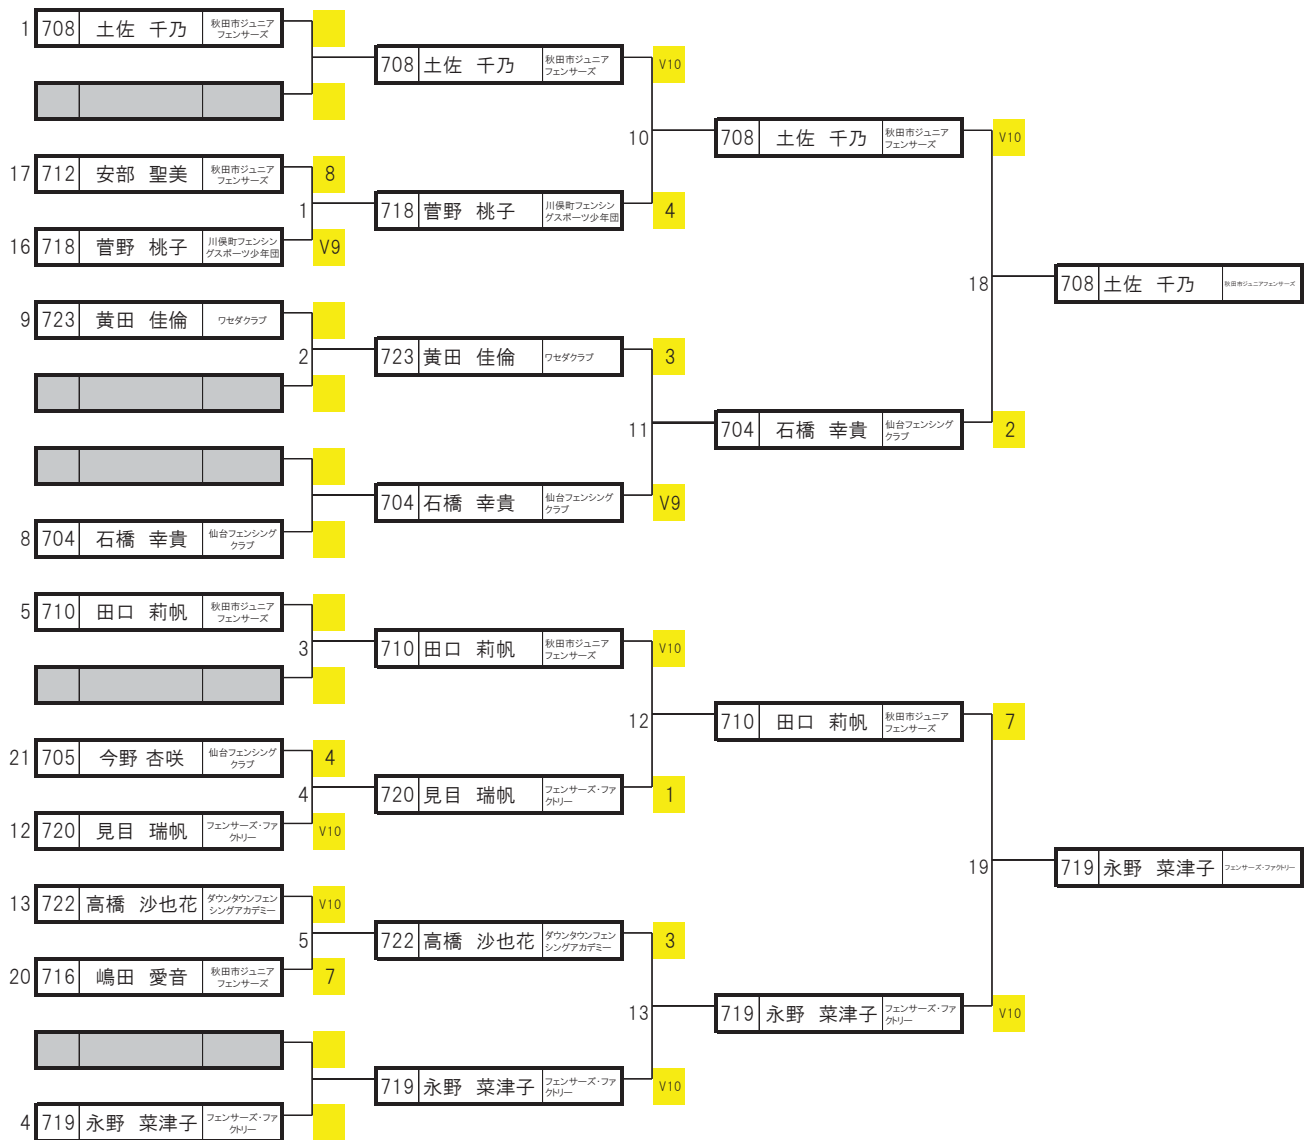 1 708 土佐 千乃 秋田市ジュニア
フェンサーズ
708 土佐 千乃 秋田市ジュニア
フェンサーズ
V10
10
708 土佐 千乃 秋田市ジュニア
フェンサーズ
V10
17 712 安部 聖美 秋田市ジュニア
フェンサーズ
8
1
718 菅野 桃子 川俣町フェンシン
グスポーツ少年団
4
16 718 菅野 桃子 川俣町フェンシン
グスポーツ少年団
V9
18
708 土佐 千乃 秋田市ジュニアフェンサーズ
9 723 黄田 佳倫 ワセダクラブ
2
723 黄田 佳倫 ワセダクラブ
3
11
704 石橋 幸貴 仙台フェンシング
クラブ
2
704 石橋 幸貴 仙台フェンシング
クラブ
V9
8 704 石橋 幸貴 仙台フェンシング
クラブ
5 710 田口 莉帆 秋田市ジュニア
フェンサーズ
3
710 田口 莉帆 秋田市ジュニア
フェンサーズ
V10
12
710 田口 莉帆 秋田市ジュニア
フェンサーズ
7
21 705 今野 杏咲 仙台フェンシング
クラブ
4
4
720 見目 瑞帆 フェンサーズ・ファ
クトリー
1
12 720 見目 瑞帆 フェンサーズ・ファ
クトリー
V10
19
719 永野 菜津子 フェンサーズ・ファクトリー
13 722 高橋 沙也花 ダウンタウンフェン
シングアカデミー
V10
5
722 高橋 沙也花 ダウンタウンフェン
シングアカデミー
3
20 716 嶋田 愛音 秋田市ジュニア
フェンサーズ
7
13
719 永野 菜津子 フェンサーズ・ファ
クトリー
V10
719 永野 菜津子 フェンサーズ・ファ
クトリー
V10
4 719 永野 菜津子 フェンサーズ・ファ
クトリー